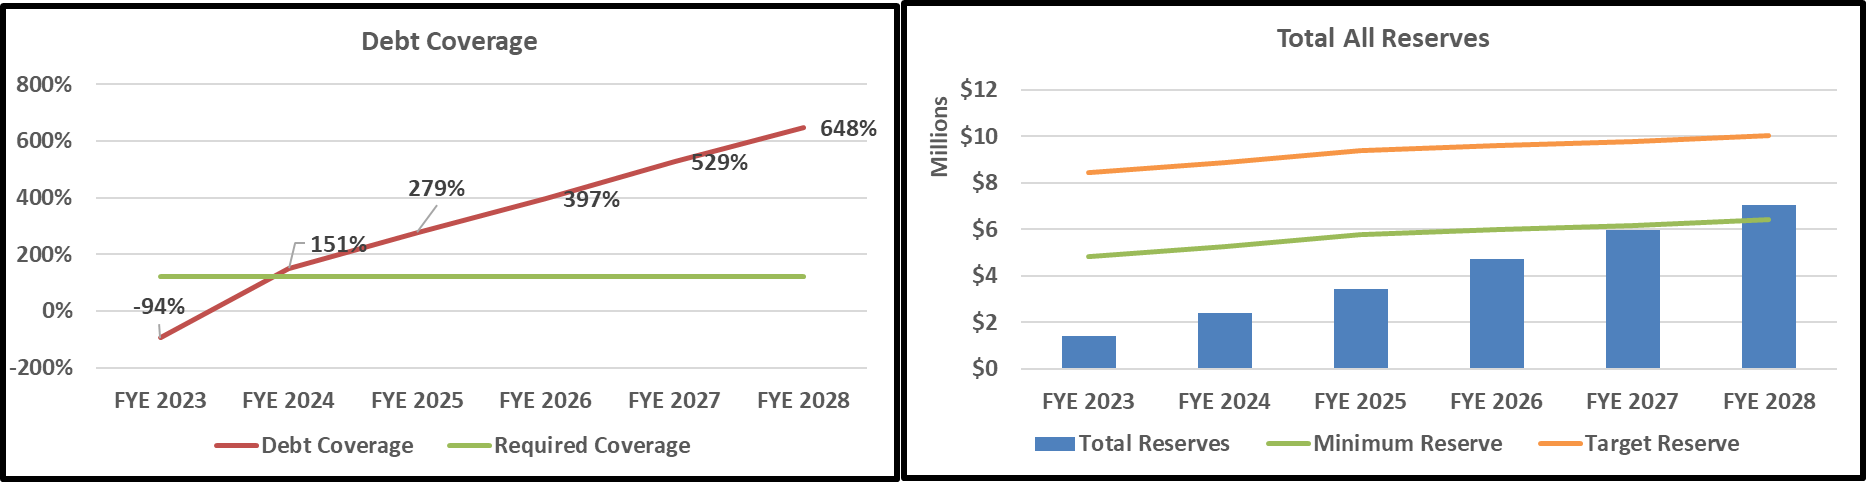 Debt Coverage
800%
600%
400%
200%
0%
-200%
-94%
151%
279%
397%
529%
648%
FYE 2023 FYE 2024 FYE 2025 FYE 2026 FYE 2027 FYE 2028
Debt Coverage Required Coverage
Total All Reserves
Millions
$12
$10
$8
$6
$4
$2
$0
FYE 2023 FYE 2024 FYE 2025 FYE 2026 FYE 2027 FYE 2028
Total Reserves Minimum Reserve Target Reserve